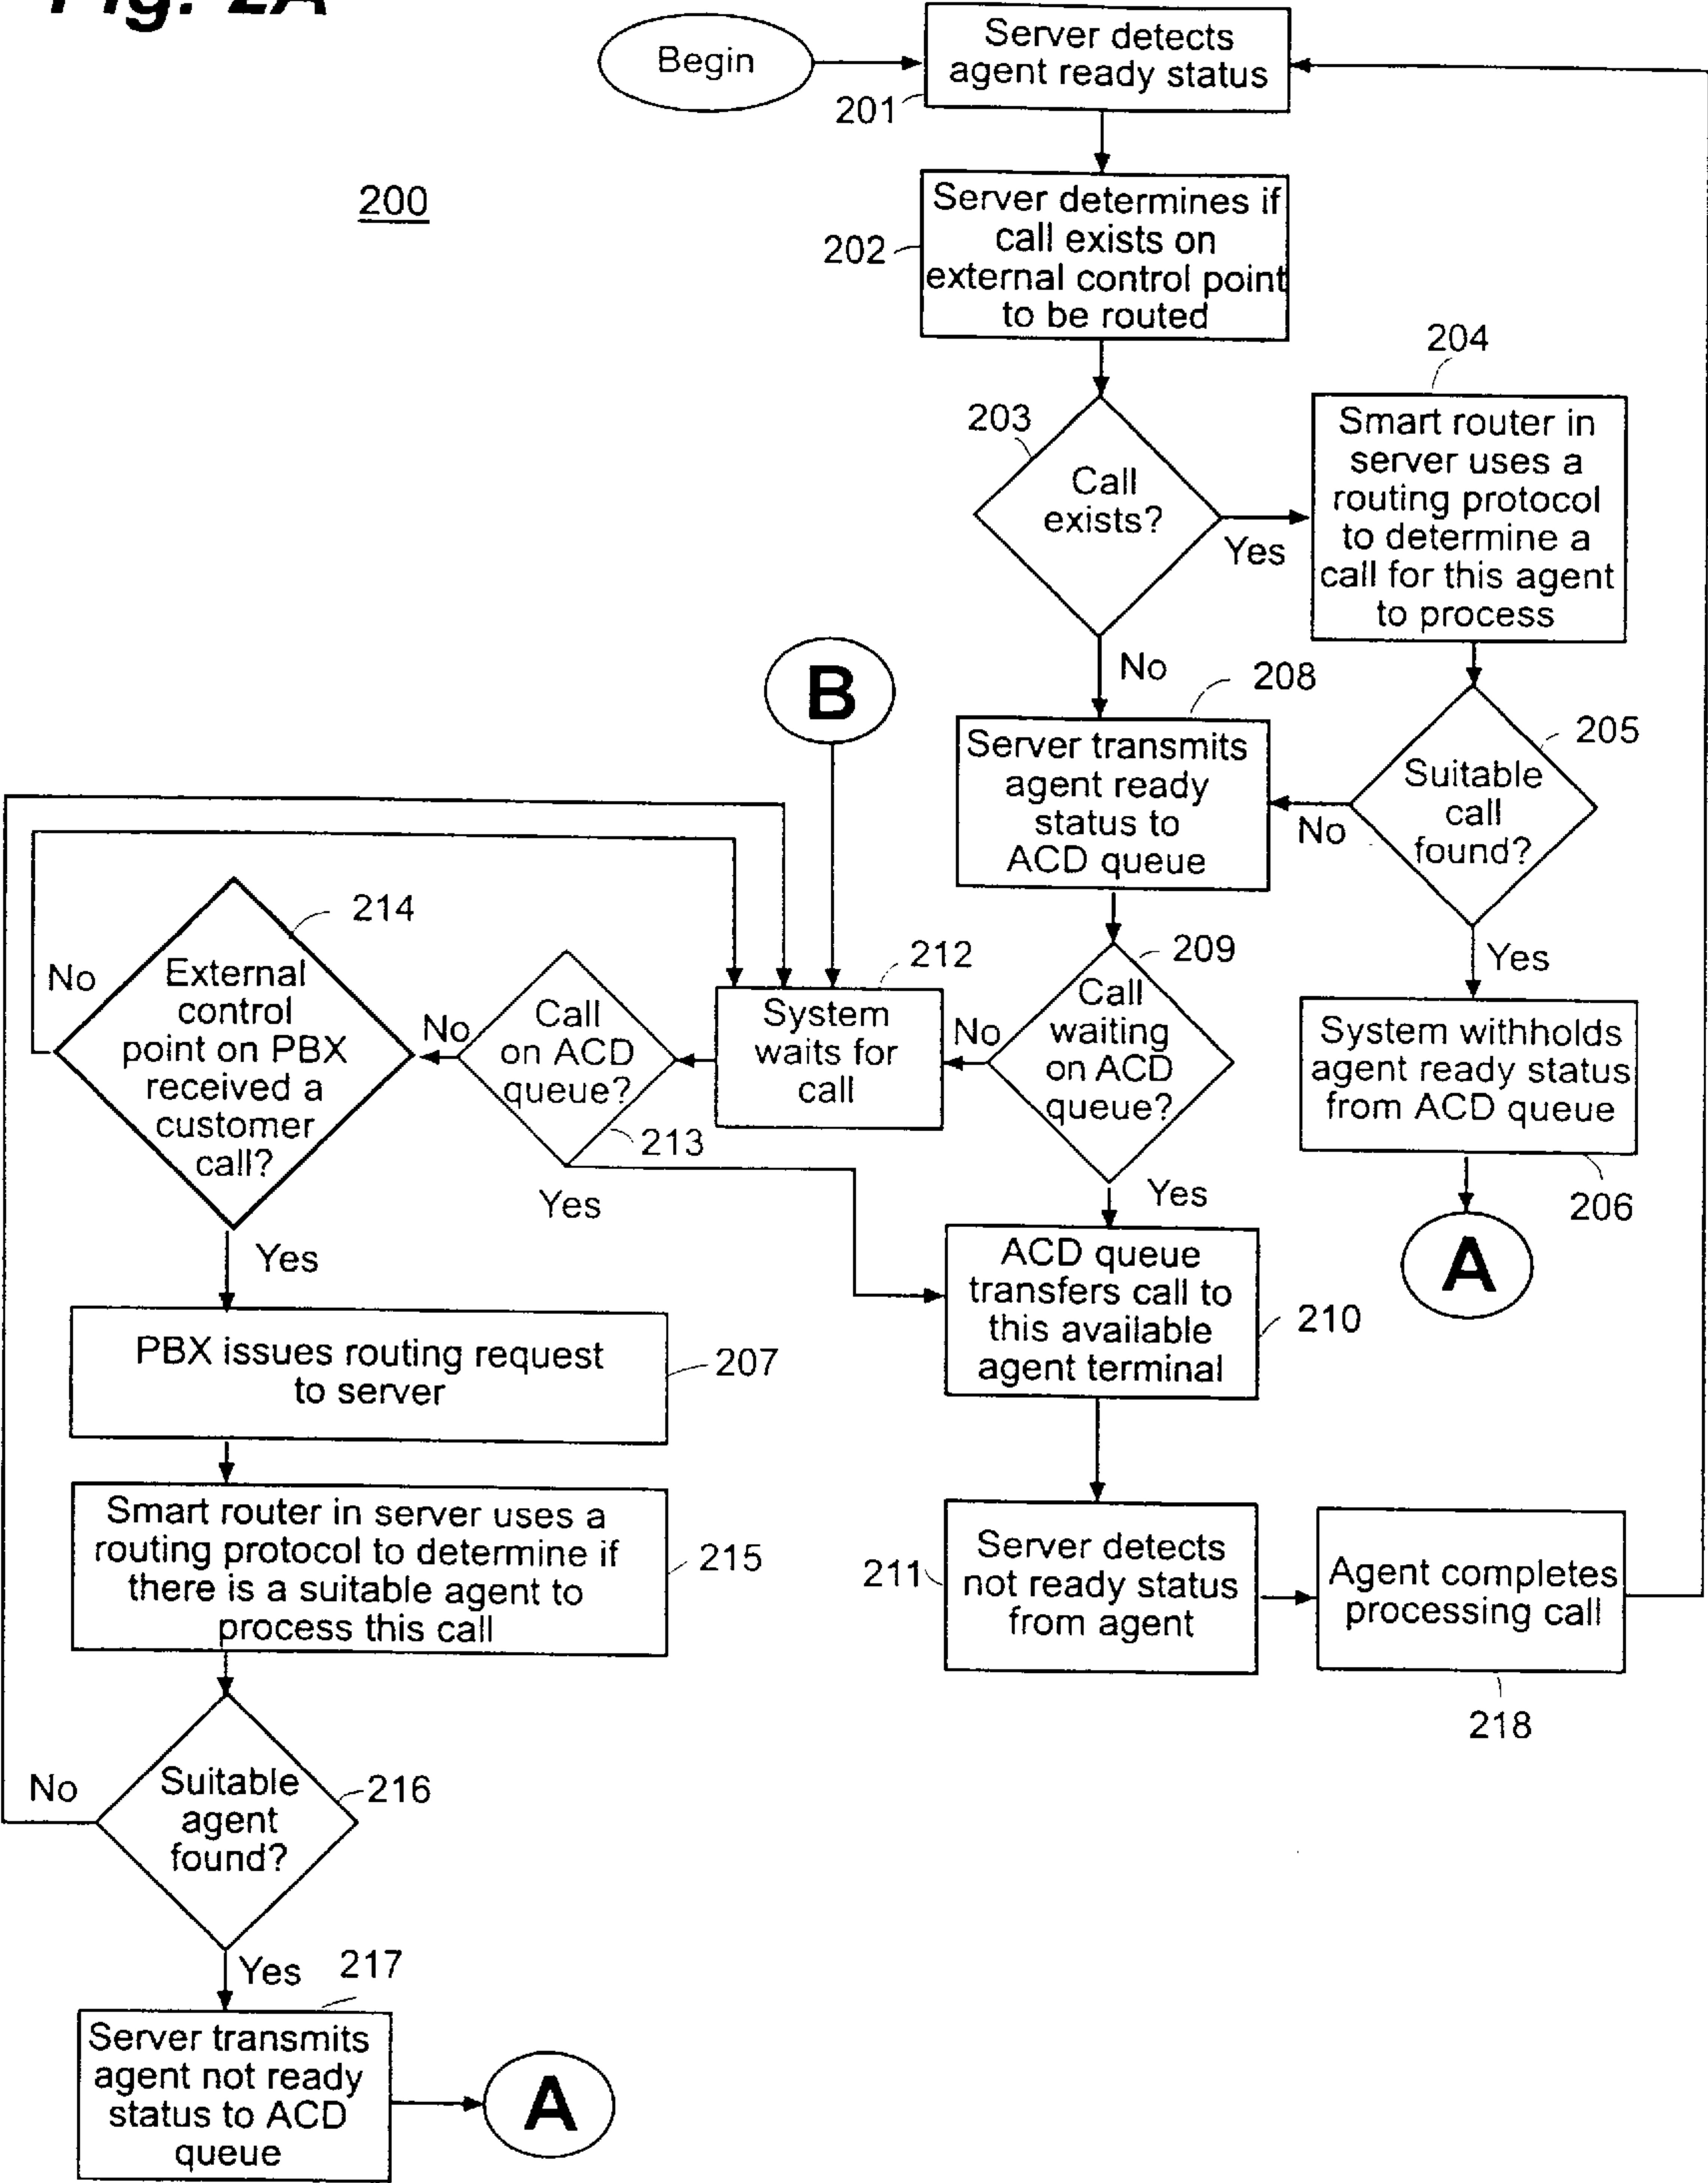 Fig. 2A
Begin
Server detects
agent ready status
201
200
Server determines if
call exists on
external control point
to be routed
202
204
203
Call
exists?
Yes
No
Smart router in
server uses a
routing protocol
to determine a
call for this agent
to process
B
208
Server transmits
agent ready
status to
ACD queue
205
Suitable
call
found?
No
Yes
214
External
control
point on PBX
received a
customer
call?
No
Yes
No
Call
on ACD
queue?
213
Yes
212
System
waits for
call
No
209
Call
waiting
on ACD
queue?
Yes
System withholds
agent ready status
from ACD queue
206
A
ACD queue
transfers call to
this available
agent terminal
210
PBX issues routing request
to server
207
Smart router in server uses a
routing protocol to determine if
there is a suitable agent to
process this call
215
211
Server detects
not ready status
from agent
Agent completes
processing call
218
No
Suitable
agent
found?
216
Yes
217
Server transmits
agent not ready
status to ACD
queue
A